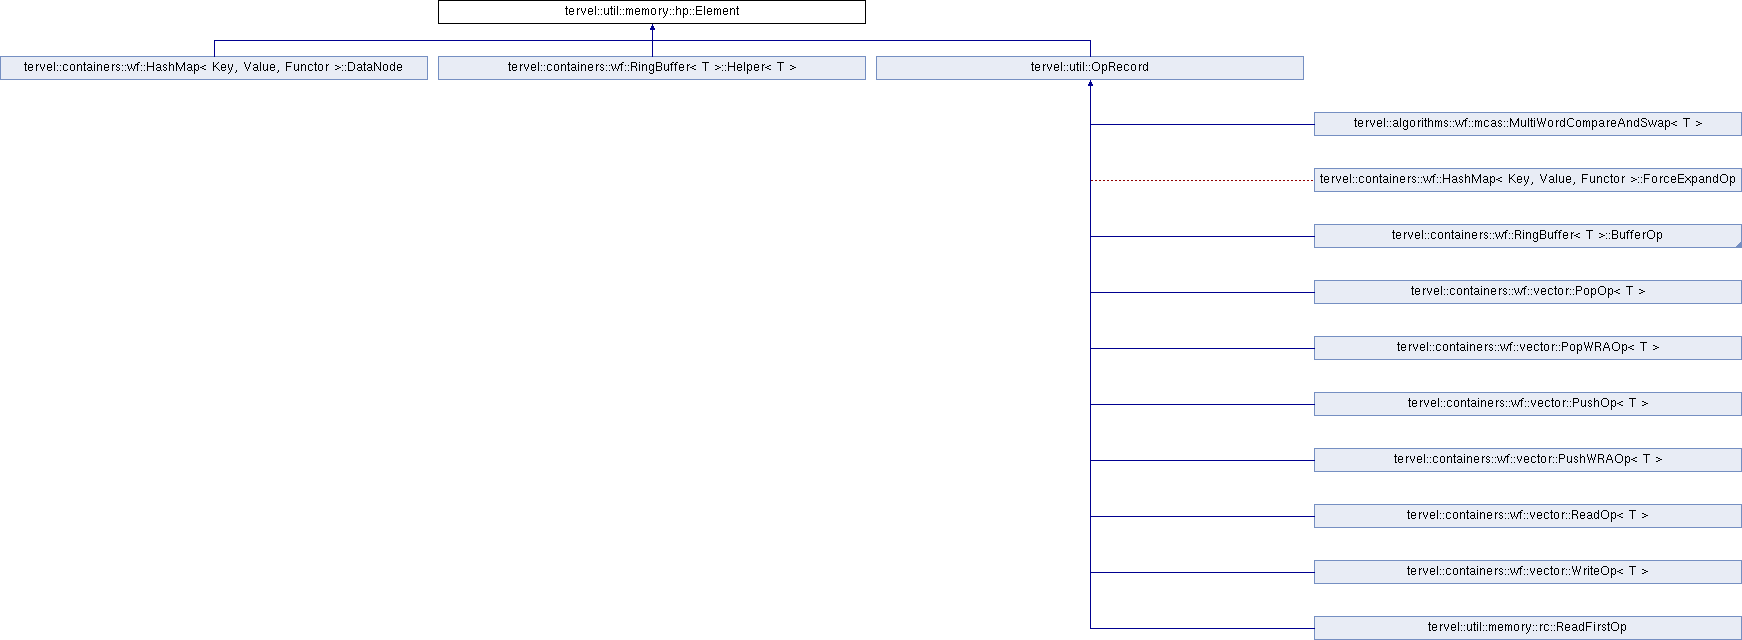 tervel::util::memory::hp::Element
tervel::containers::wf::HashMap< Key, Value, Functor >::DataNode
tervel::containers::wf::RingBuffer< T >::Helper< T >
tervel::util::OpRecord
tervel::algorithms::wf::mcas::MultiWordCompareAndSwap< T >
tervel::containers::wf::HashMap< Key, Value, Functor >::ForceExpandOp
tervel::containers::wf::RingBuffer< T >::BufferOp
tervel::containers::wf::vector::PopOp< T >
tervel::containers::wf::vector::PopWRAOp< T >
tervel::containers::wf::vector::PushOp< T >
tervel::containers::wf::vector::PushWRAOp< T >
tervel::containers::wf::vector::ReadOp< T >
tervel::containers::wf::vector::WriteOp< T >
tervel::util::memory::rc::ReadFirstOp